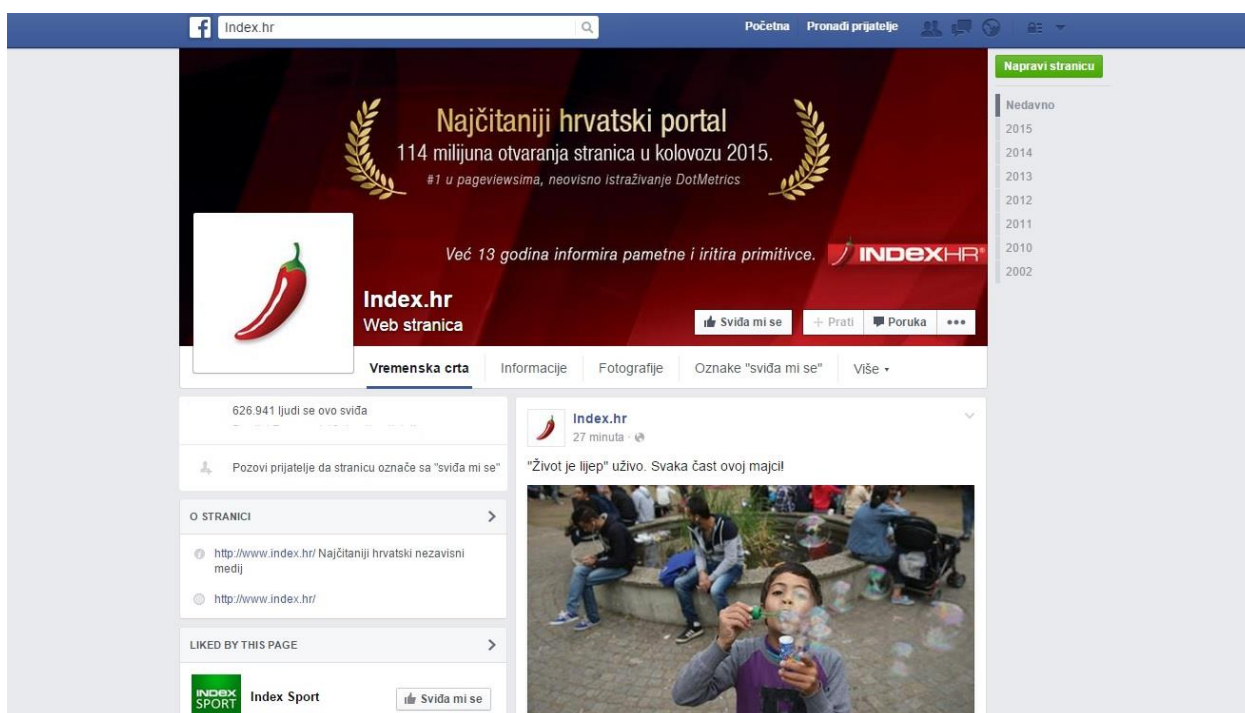 Index.hr
Početna Pronađi prijatelje
Napravi stranicu
Nedavno
2015
2014
2013
2012
2011
2010
2002
Najčitaniji hrvatski portal
114 milijuna otvaranja stranica u kolovozu 2015.
#1 u pageviewsima, neovisno istraživanje DotMetrics
Već 13 godina informira pametne i iritira primitivce.
INDEXHR®
Index.hr
Web stranica
Sviđa mi se
+ Prati
Poruka
Vremenska crta Informacije Fotografije Oznake "sviđa mi se" Više
626.941 ljudi se ovo sviđa
Pozovi prijatelje da stranicu označe sa "sviđa mi se"
O STRANICI
http://www.index.hr/ Najčitaniji hrvatski nezavisni
medij
http://www.index.hr/
LIKED BY THIS PAGE
INDEX
SPORT
Index Sport
Sviđa mi se
Index.hr
27 minuta ·
"Život je lijep" uživo. Svaka čast ovoj majci!